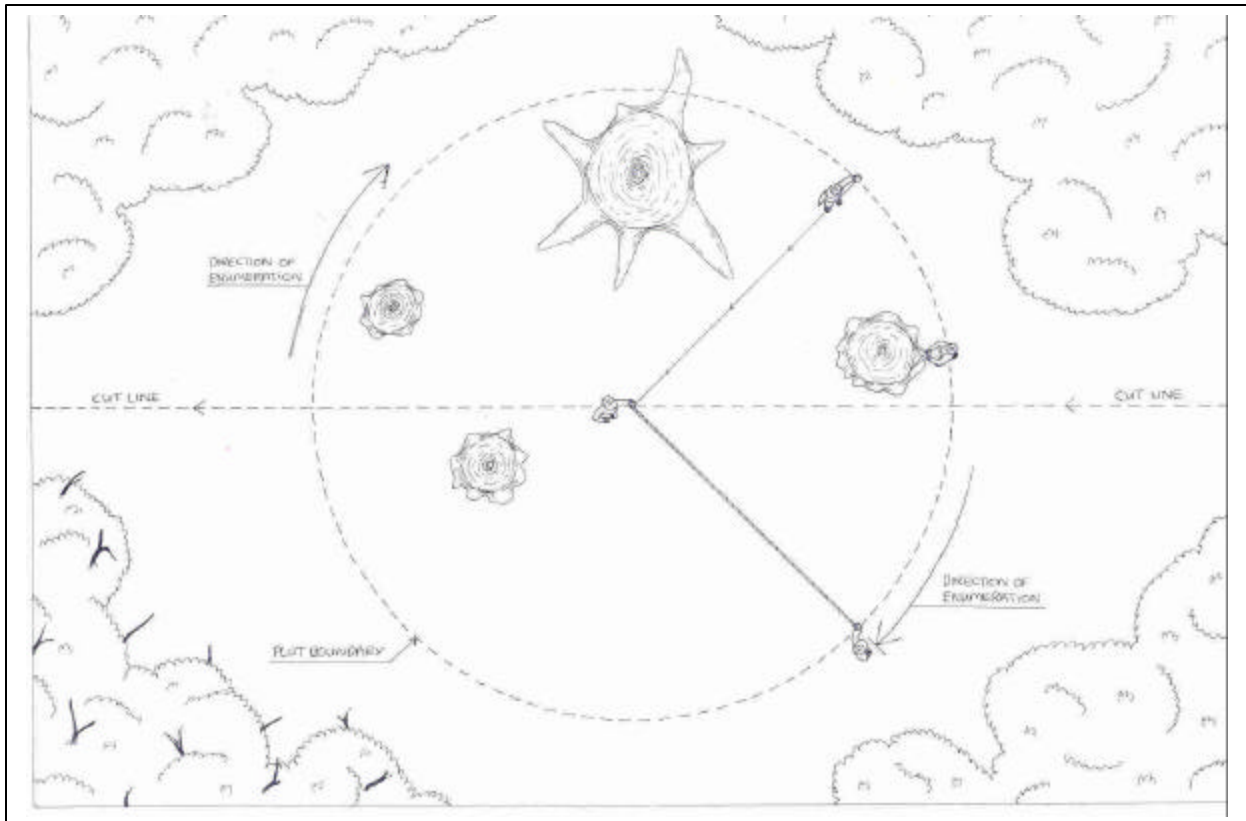 DIRECTION OF
ENUMERATION
CUT LINE
CUT LINE
DIRECTION OF
ENUMERATION
PLOT BOUNDARY